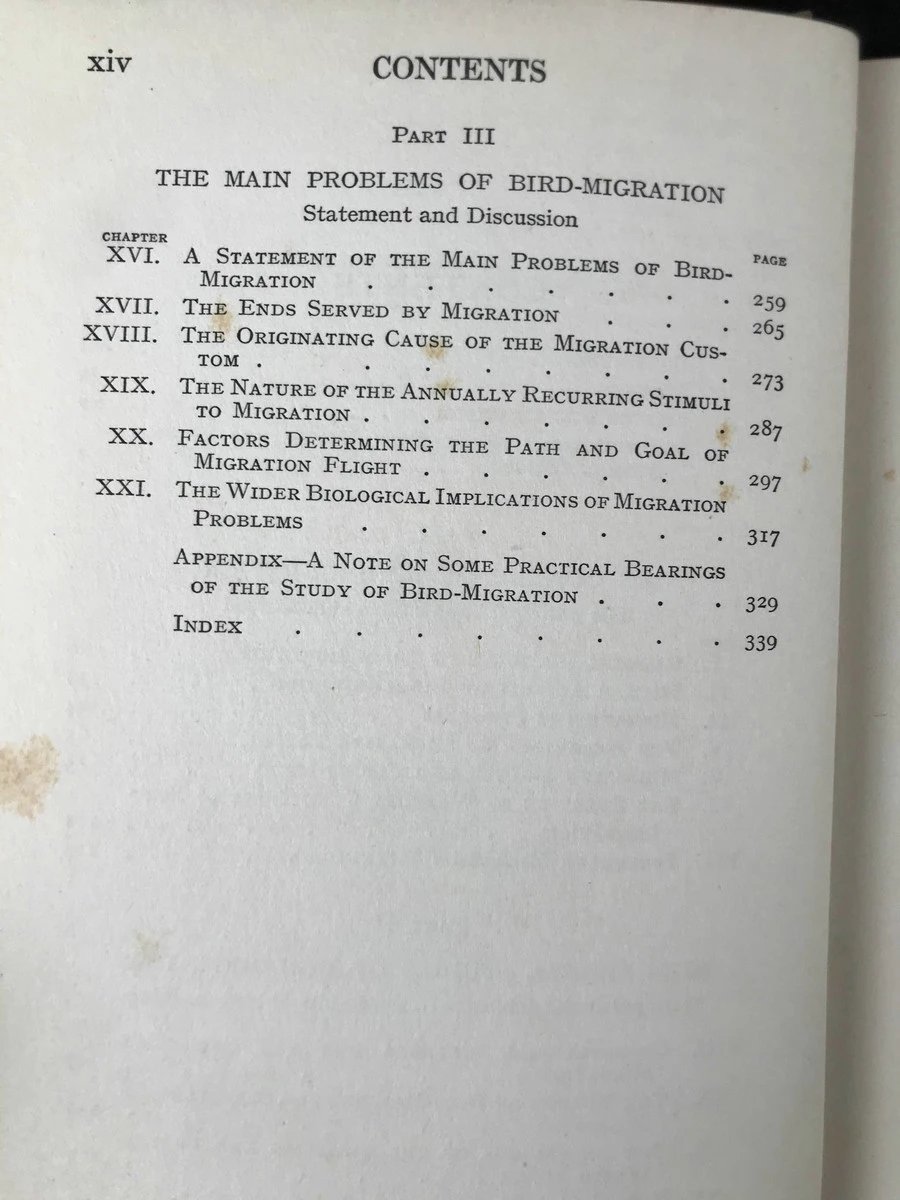 xiv CONTENTS
PART III
THE MAIN PROBLEMS OF BIRD-MIGRATION
Statement and Discussion
CHAPTER PAGE
XVI. A STATEMENT OF THE MAIN PROBLEMS OF BIRD-
MIGRATION . . . . . . . 259
XVII. THE ENDS SERVED BY MIGRATION . . . 265
XVIII. THE ORIGINATING CAUSE OF THE MIGRATION CUS-
TOM . . . . . . . . 273
XIX. THE NATURE OF THE ANNUALLY RECURRING STIMULI
TO MIGRATION . . . . . . . 287
XX. FACTORS DETERMINING THE PATH AND GOAL OF
MIGRATION FLIGHT . . . . . . 297
XXI. THE WIDER BIOLOGICAL IMPLICATIONS OF MIGRATION
PROBLEMS . . . . . . . 317
APPENDIX—A NOTE ON SOME PRACTICAL BEARINGS
OF THE STUDY OF BIRD-MIGRATION . . . 329
INDEX . . . . . . . . 339